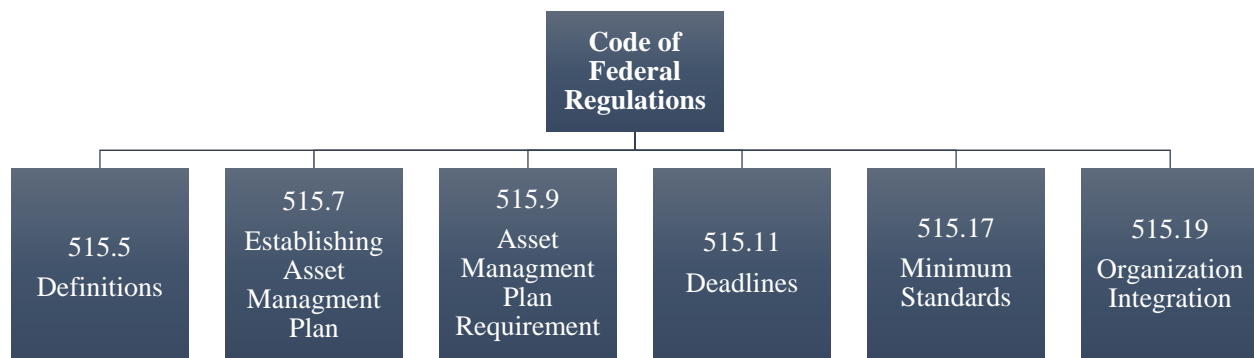 Code of
Federal
Regulations
515.5
Definitions
515.7
Establishing
Asset
Managment
Plan
515.9
Asset
Managment
Plan
Requirement
515.11
Deadlines
515.17
Minimum
Standards
515.19
Organization
Integration